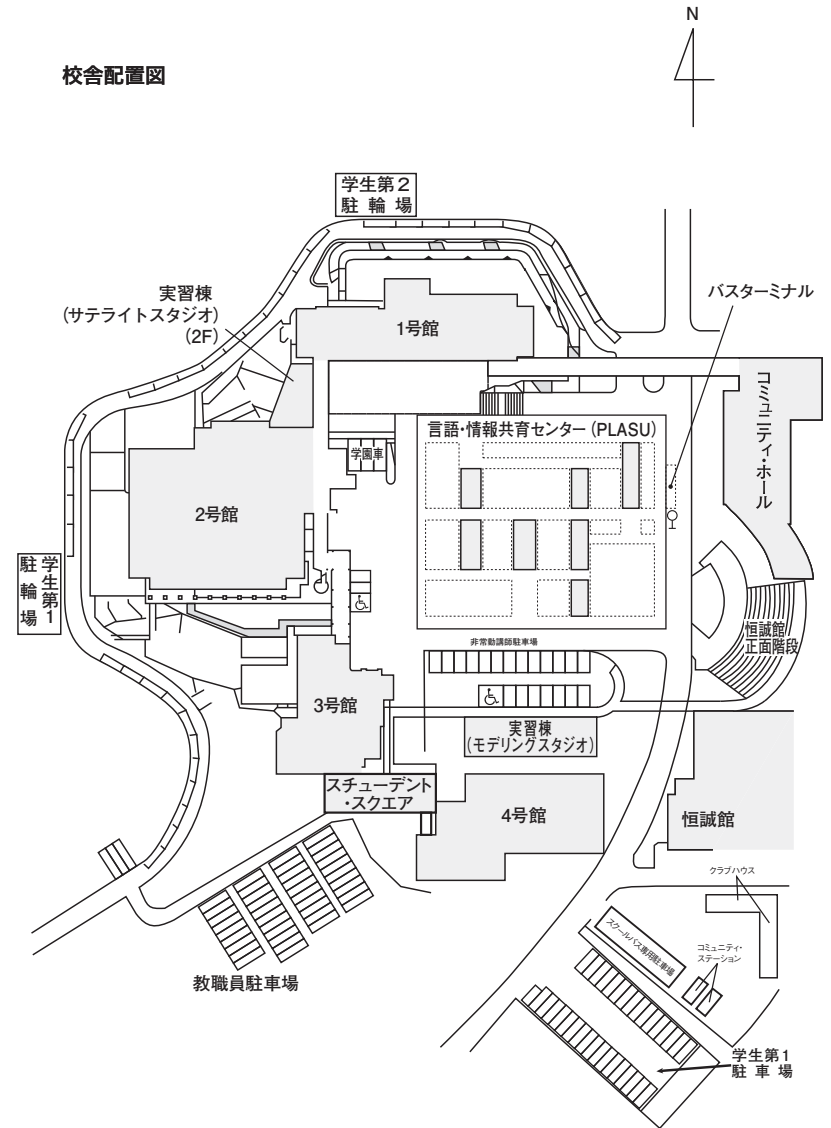 N
校舎配置図
学生第2
駐輪場
実習棟
(サテライトスタジオ)
(2F)
バスターミナル
1号館
コミュニティ・ホール
言語・情報共育センター (PLASU)
学園車
2号館
学生第1
駐輪場
恒誠館
正面階段
非常勤講師駐車場
3号館
実習棟
(モデリングスタジオ)
スチューデント
・スクエア
4号館
恒誠館
クラブハウス
スクールバス専用駐車場
コミュニティ・
ステーション
教職員駐車場
学生第1
駐車場